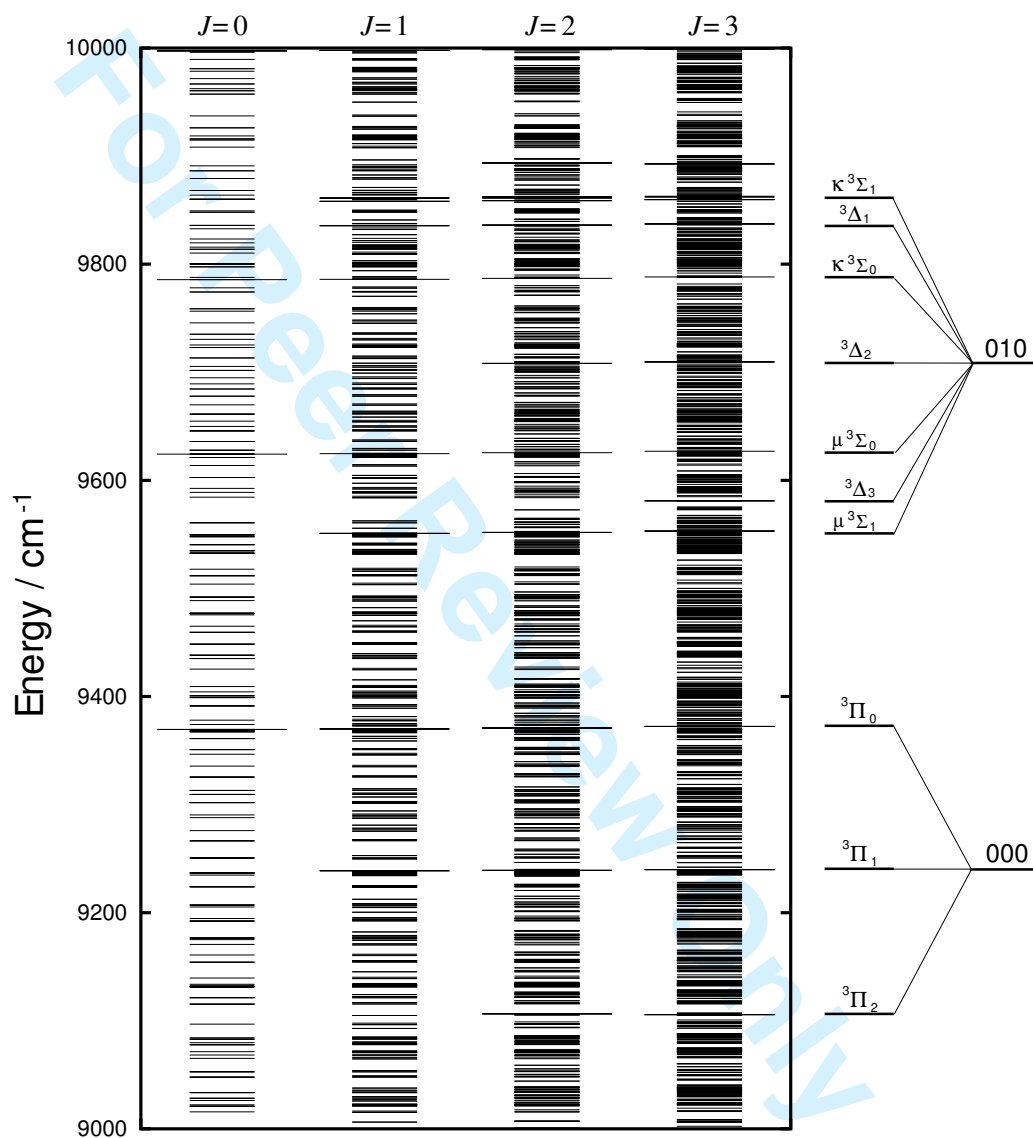 J=0 J=1 J=2 J=3
10000
9800
9600
9400
9200
9000
Energy / cm⁻¹
κ ³Σ₁
³Δ₁
κ ³Σ₀
³Δ₂
010
μ ³Σ₀
³Δ₃
μ ³Σ₁
³Π₀
³Π₁
000
³Π₂
For Peer Review Only